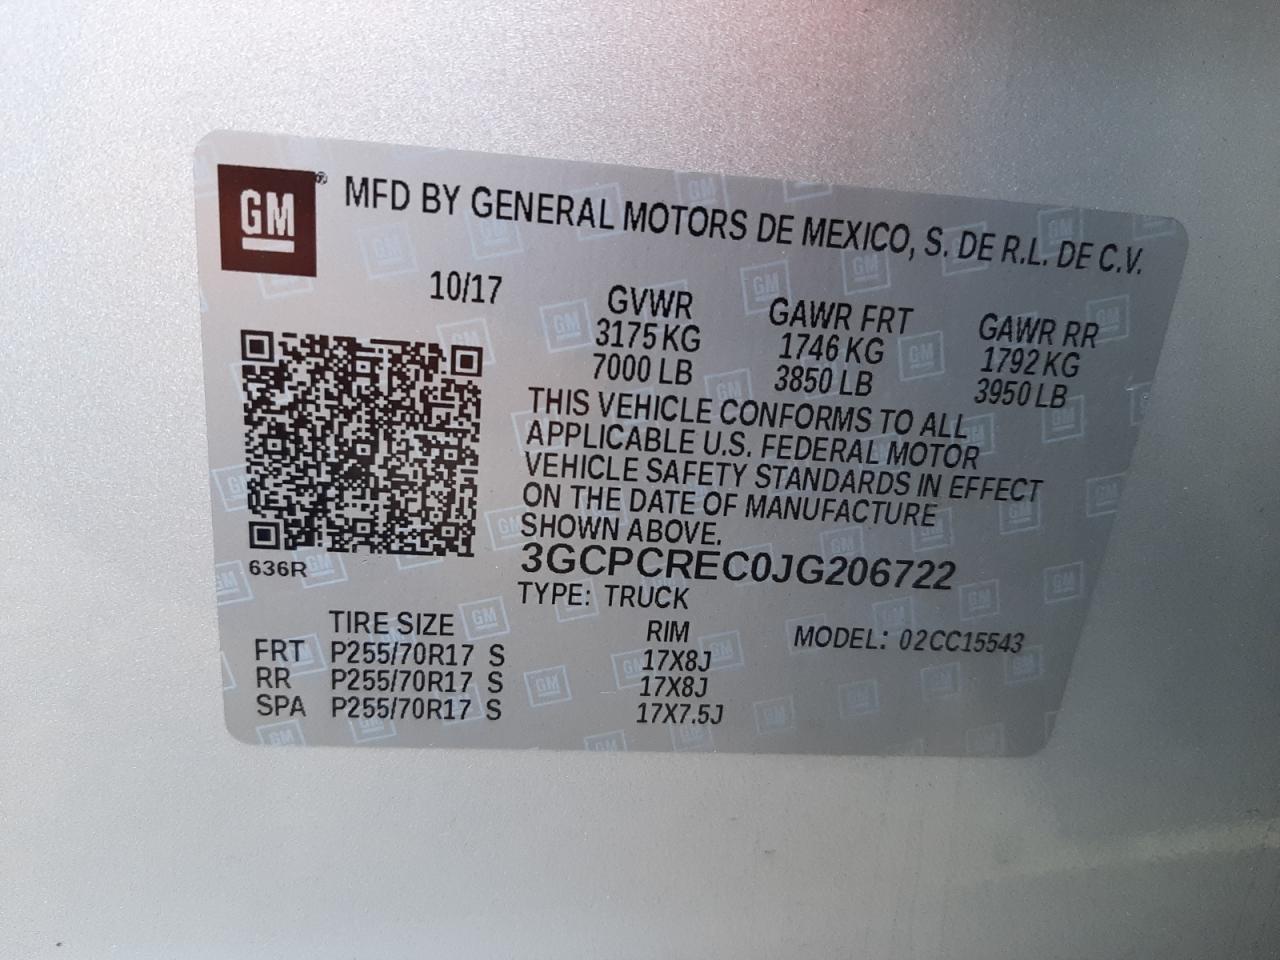 GM® MFD BY GENERAL MOTORS DE MEXICO, S. DE R.L. DE C.V.
10/17 GVWR GAWR FRT GAWR RR
3175 KG 1746 KG 1792 KG
7000 LB 3850 LB 3950 LB
THIS VEHICLE CONFORMS TO ALL
APPLICABLE U.S. FEDERAL MOTOR
VEHICLE SAFETY STANDARDS IN EFFECT
ON THE DATE OF MANUFACTURE
SHOWN ABOVE.
636R
3GCPCREC0JG206722
TYPE: TRUCK
TIRE SIZE RIM MODEL: 02CC15543
FRT P255/70R17 S 17X8J
RR P255/70R17 S 17X8J
SPA P255/70R17 S 17X7.5J